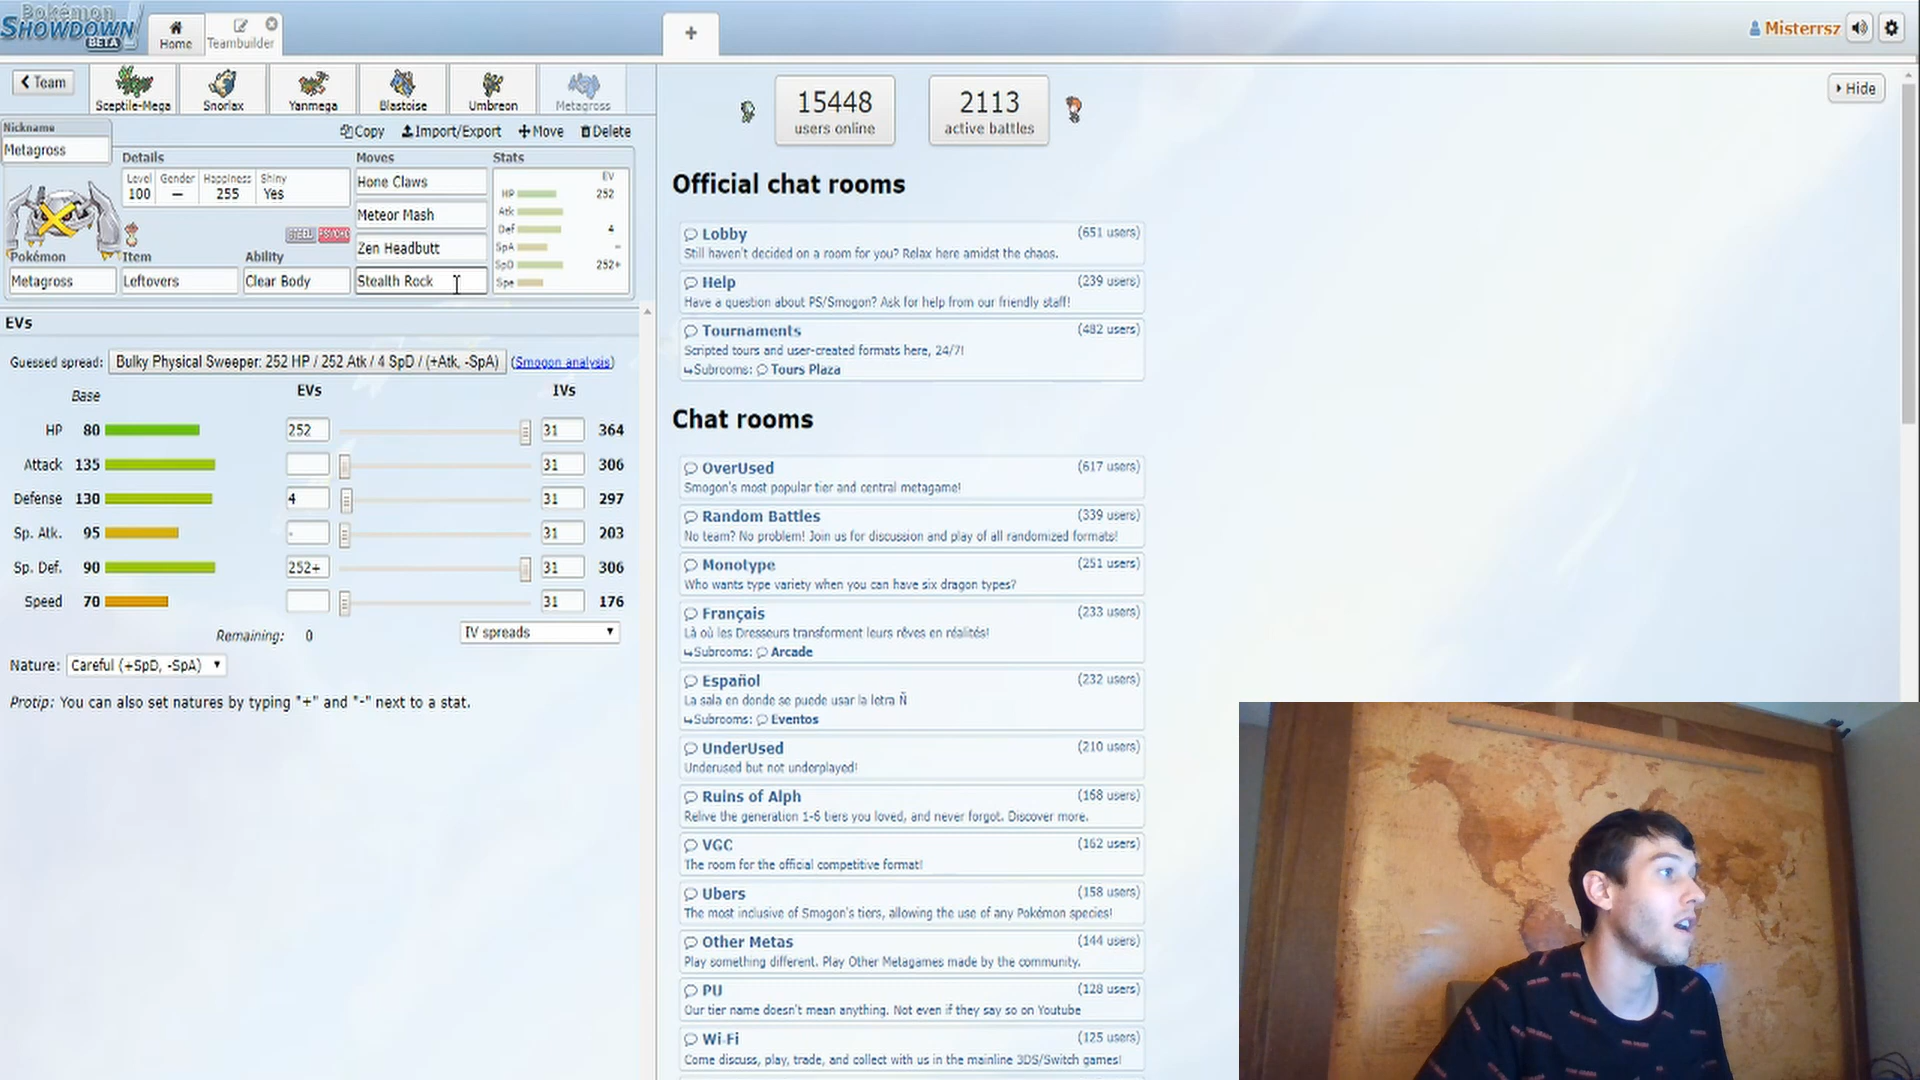 Pokémon
SHOWDOWN!
BETA
Home
Teambuilder
+
Misterrsz
Team
Sceptile-Mega
Snorlax
Yanmega
Blastoise
Umbreon
Metagross
Copy
Import/Export
Move
Delete
Nickname
Metagross
Details
Level
100
Gender
—
Happiness
255
Shiny
Yes
STEEL PSYCHC
Pokémon
Metagross
Item
Leftovers
Ability
Clear Body
Moves
Hone Claws
Meteor Mash
Zen Headbutt
Stealth Rock
Stats
EV
HP 252
Atk
Def 4
SpA -
SpD 252+
Spe
EVs
Guessed spread: Bulky Physical Sweeper: 252 HP / 252 Atk / 4 SpD / (+Atk, -SpA) (Smogon analysis)
Base EVs IVs
HP 80 252 31 364
Attack 135 31 306
Defense 130 4 31 297
Sp. Atk. 95 - 31 203
Sp. Def. 90 252+ 31 306
Speed 70 31 176
Remaining: 0
IV spreads
Nature: Careful (+SpD, -SpA)
Protip: You can also set natures by typing "+" and "-" next to a stat.
15448
users online
2113
active battles
Hide
Official chat rooms
Lobby (651 users)
Still haven't decided on a room for you? Relax here amidst the chaos.
Help (239 users)
Have a question about PS/Smogon? Ask for help from our friendly staff!
Tournaments (482 users)
Scripted tours and user-created formats here, 24/7!
Subrooms: Tours Plaza
Chat rooms
OverUsed (617 users)
Smogon's most popular tier and central metagame!
Random Battles (339 users)
No team? No problem! Join us for discussion and play of all randomized formats!
Monotype (251 users)
Who wants type variety when you can have six dragon types?
Français (233 users)
Là où les Dresseurs transforment leurs rêves en réalités!
Subrooms: Arcade
Español (232 users)
La sala en donde se puede usar la letra Ñ
Subrooms: Eventos
UnderUsed (210 users)
Underused but not underplayed!
Ruins of Alph (168 users)
Relive the generation 1-6 tiers you loved, and never forgot. Discover more.
VGC (162 users)
The room for the official competitive format!
Ubers (158 users)
The most inclusive of Smogon's tiers, allowing the use of any Pokémon species!
Other Metas (144 users)
Play something different. Play Other Metagames made by the community.
PU (128 users)
Our tier name doesn't mean anything. Not even if they say so on Youtube
Wi-Fi (125 users)
Come discuss, play, trade, and collect with us in the mainline 3DS/Switch games!